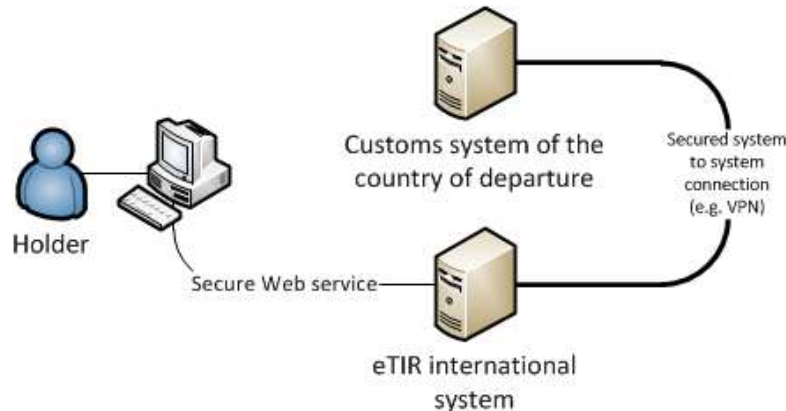 Customs system of the
country of departure
Secured system
to system
connection
(e.g. VPN)
Holder
Secure Web service
eTIR international
system